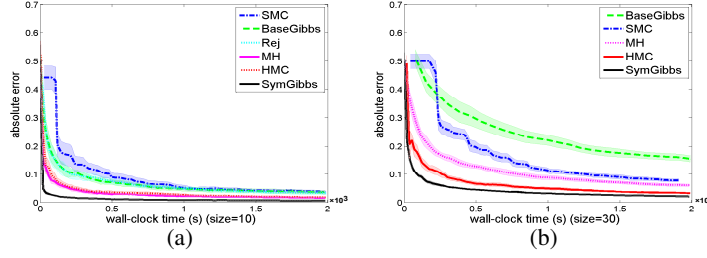 0.7
0.6
0.5
0.4
0.3
0.2
0.1
0
absolute error
SMC
BaseGibbs
Rej
MH
HMC
SymGibbs
0 0.5 1 1.5 2
×10³
wall-clock time (s) (size=10)
(a)
0.7
0.6
0.5
0.4
0.3
0.2
0.1
0
absolute error
BaseGibbs
SMC
MH
HMC
SymGibbs
0 0.5 1 1.5 2
×10³
wall-clock time (s) (size=30)
(b)